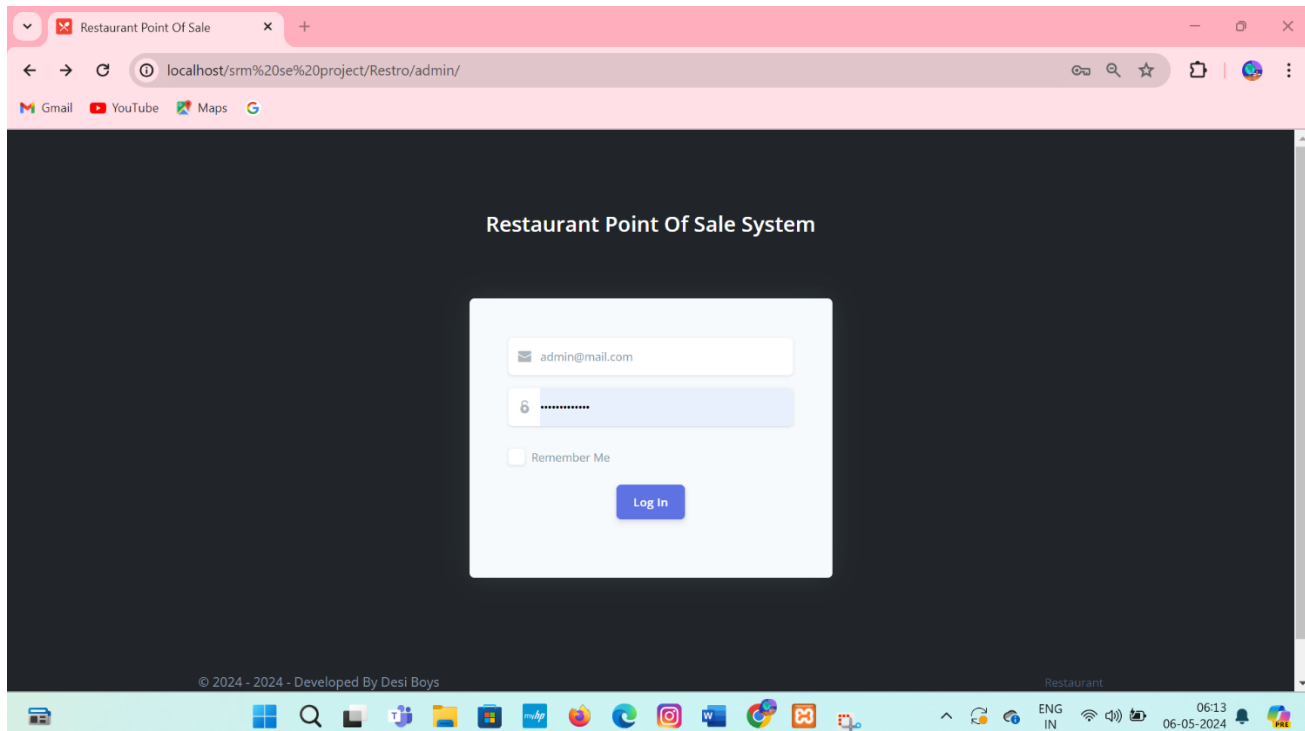 Restaurant Point Of Sale
localhost/srm%20se%20project/Restro/admin/
Gmail YouTube Maps
Restaurant Point Of Sale System
admin@mail.com
•••••••••••••
Remember Me
Log In
© 2024 - 2024 - Developed By Desi Boys
Restaurant
myhp
ENG
IN
06:13
06-05-2024
PRE